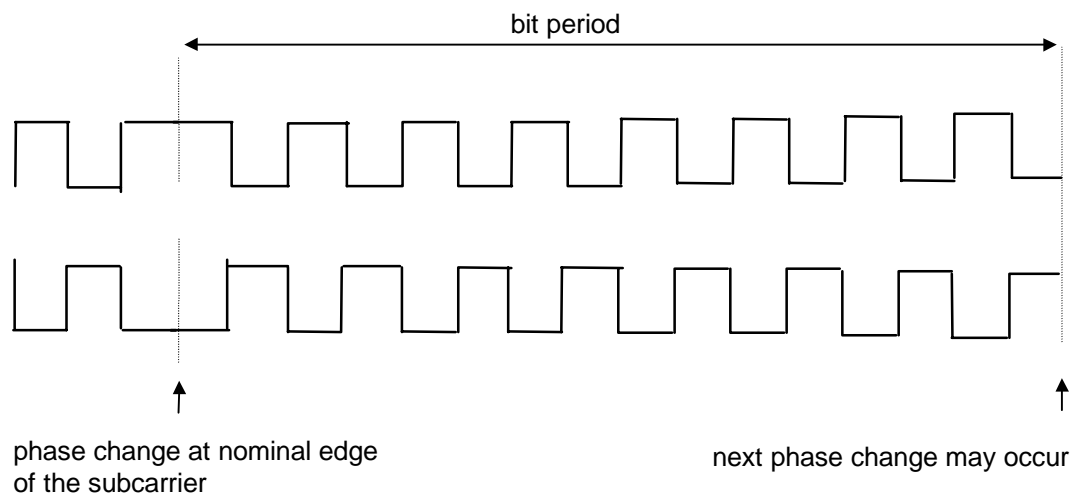 bit period
phase change at nominal edge
of the subcarrier
next phase change may occur